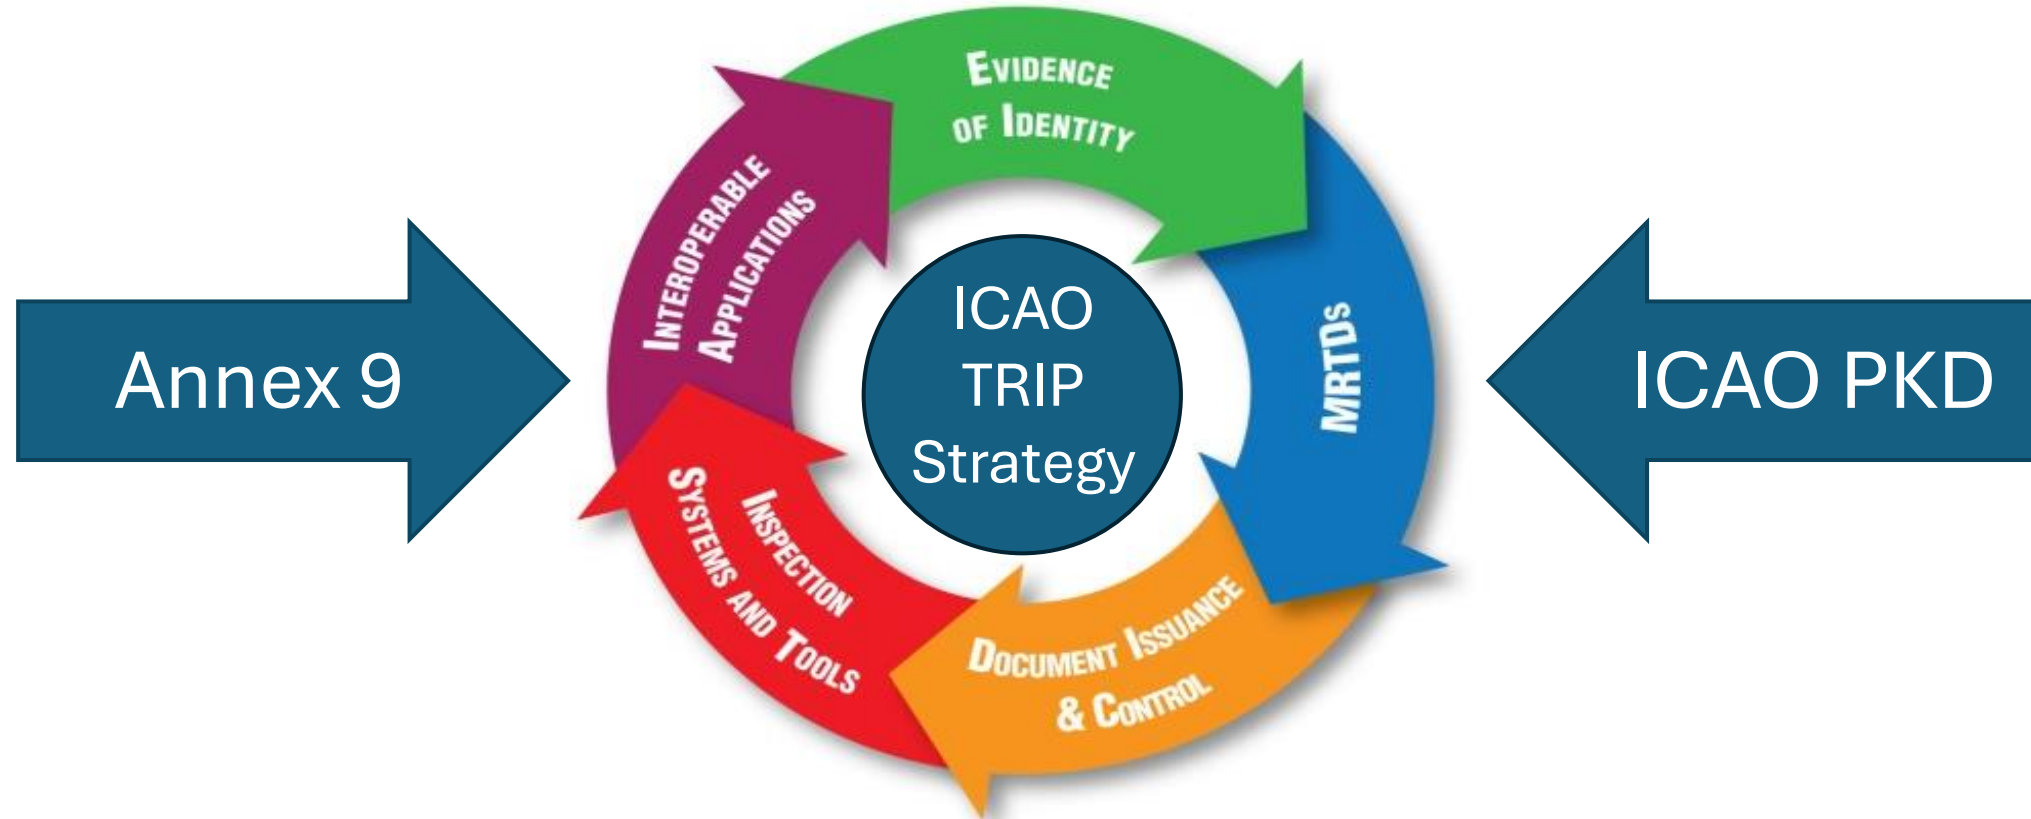 EVIDENCE
OF IDENTITY
INTEROPERABLE
APPLICATIONS
ICAO
TRIP
Strategy
MRTDs
Annex 9
ICAO PKD
INSPECTION
SYSTEMS AND TOOLS
DOCUMENT ISSUANCE
& CONTROL